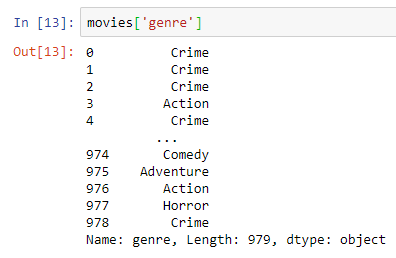 In [13]: movies['genre']
Out[13]: 0 Crime
1 Crime
2 Crime
3 Action
4 Crime
...
974 Comedy
975 Adventure
976 Action
977 Horror
978 Crime
Name: genre, Length: 979, dtype: object